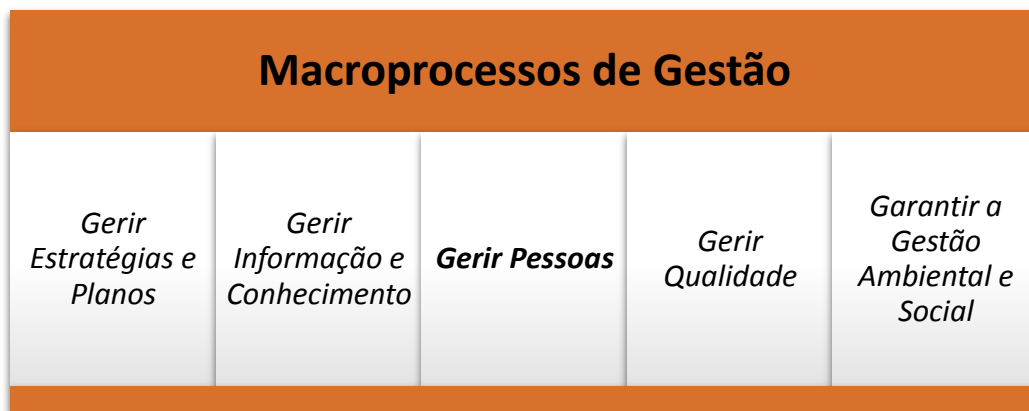 Macroprocessos de Gestão
Gerir
Estratégias e
Planos
Gerir
Informação e
Conhecimento
Gerir Pessoas
Gerir
Qualidade
Garantir a
Gestão
Ambiental e
Social